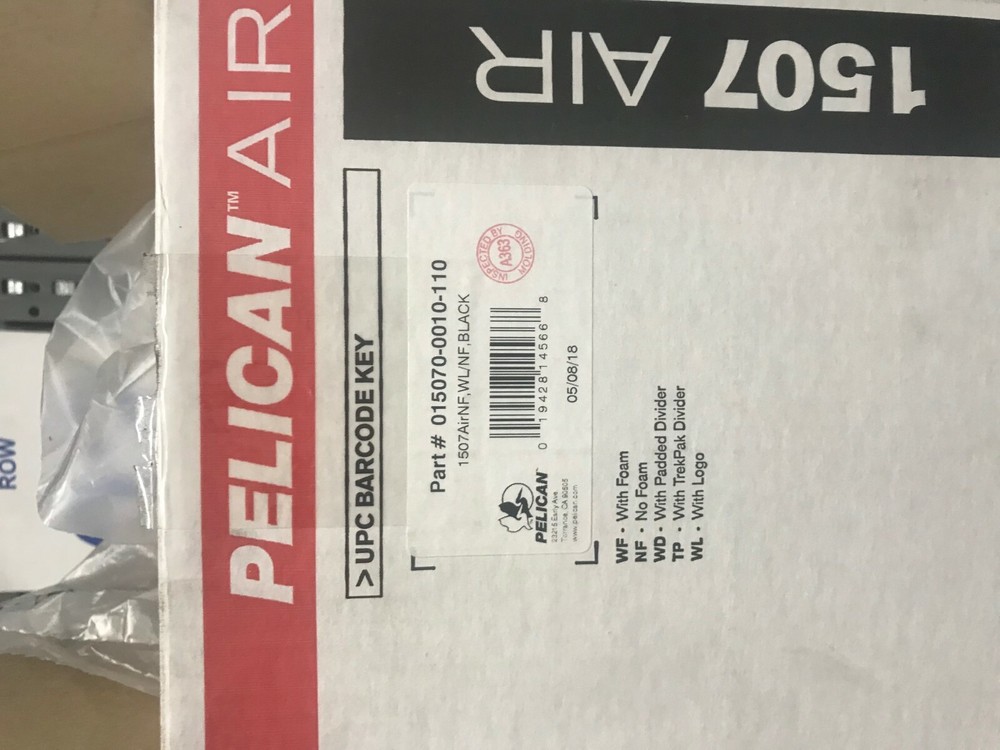 PELICAN™ AIR
1507 AIR
> UPC BARCODE KEY
Part # 015070-0010-110
1507AirNF,WL/NF,BLACK
INSPECTED BY
A363
MOLDING
0 19428 14566 8
05/08/18
PELICAN™
23215 Early Ave.
Torrance, CA 90505
www.pelican.com
WF • With Foam
NF • No Foam
WD • With Padded Divider
TP • With TrekPak Divider
WL • With Logo
ROW